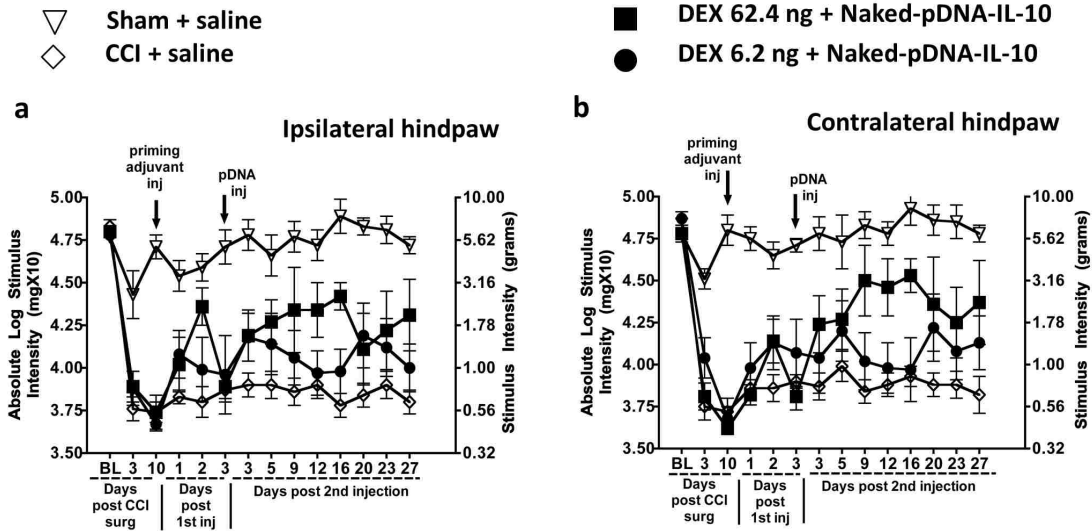 Sham + saline
CCI + saline
DEX 62.4 ng + Naked-pDNA-IL-10
DEX 6.2 ng + Naked-pDNA-IL-10
a
Ipsilateral hindpaw
priming
adjuvant
inj
pDNA
inj
Absolute Log Stimulus
Intensity (mgX10)
5.00
4.75
4.50
4.25
4.00
3.75
3.50
10.00
5.62
3.16
1.78
1.00
0.56
0.32
Stimulus Intensity (grams)
BL 3 10 1 2 3 3 5 9 12 16 20 23 27
Days
post CCI
surg
Days
post
1st inj
Days post 2nd injection
b
Contralateral hindpaw
priming
adjuvant
inj
pDNA
inj
Absolute Log Stimulus
Intensity (mgX10)
5.00
4.75
4.50
4.25
4.00
3.75
3.50
10.00
5.62
3.16
1.78
1.00
0.56
0.32
Stimulus Intensity (grams)
BL 3 10 1 2 3 3 5 9 12 16 20 23 27
Days
post CCI
surg
Days
post
1st inj
Days post 2nd injection